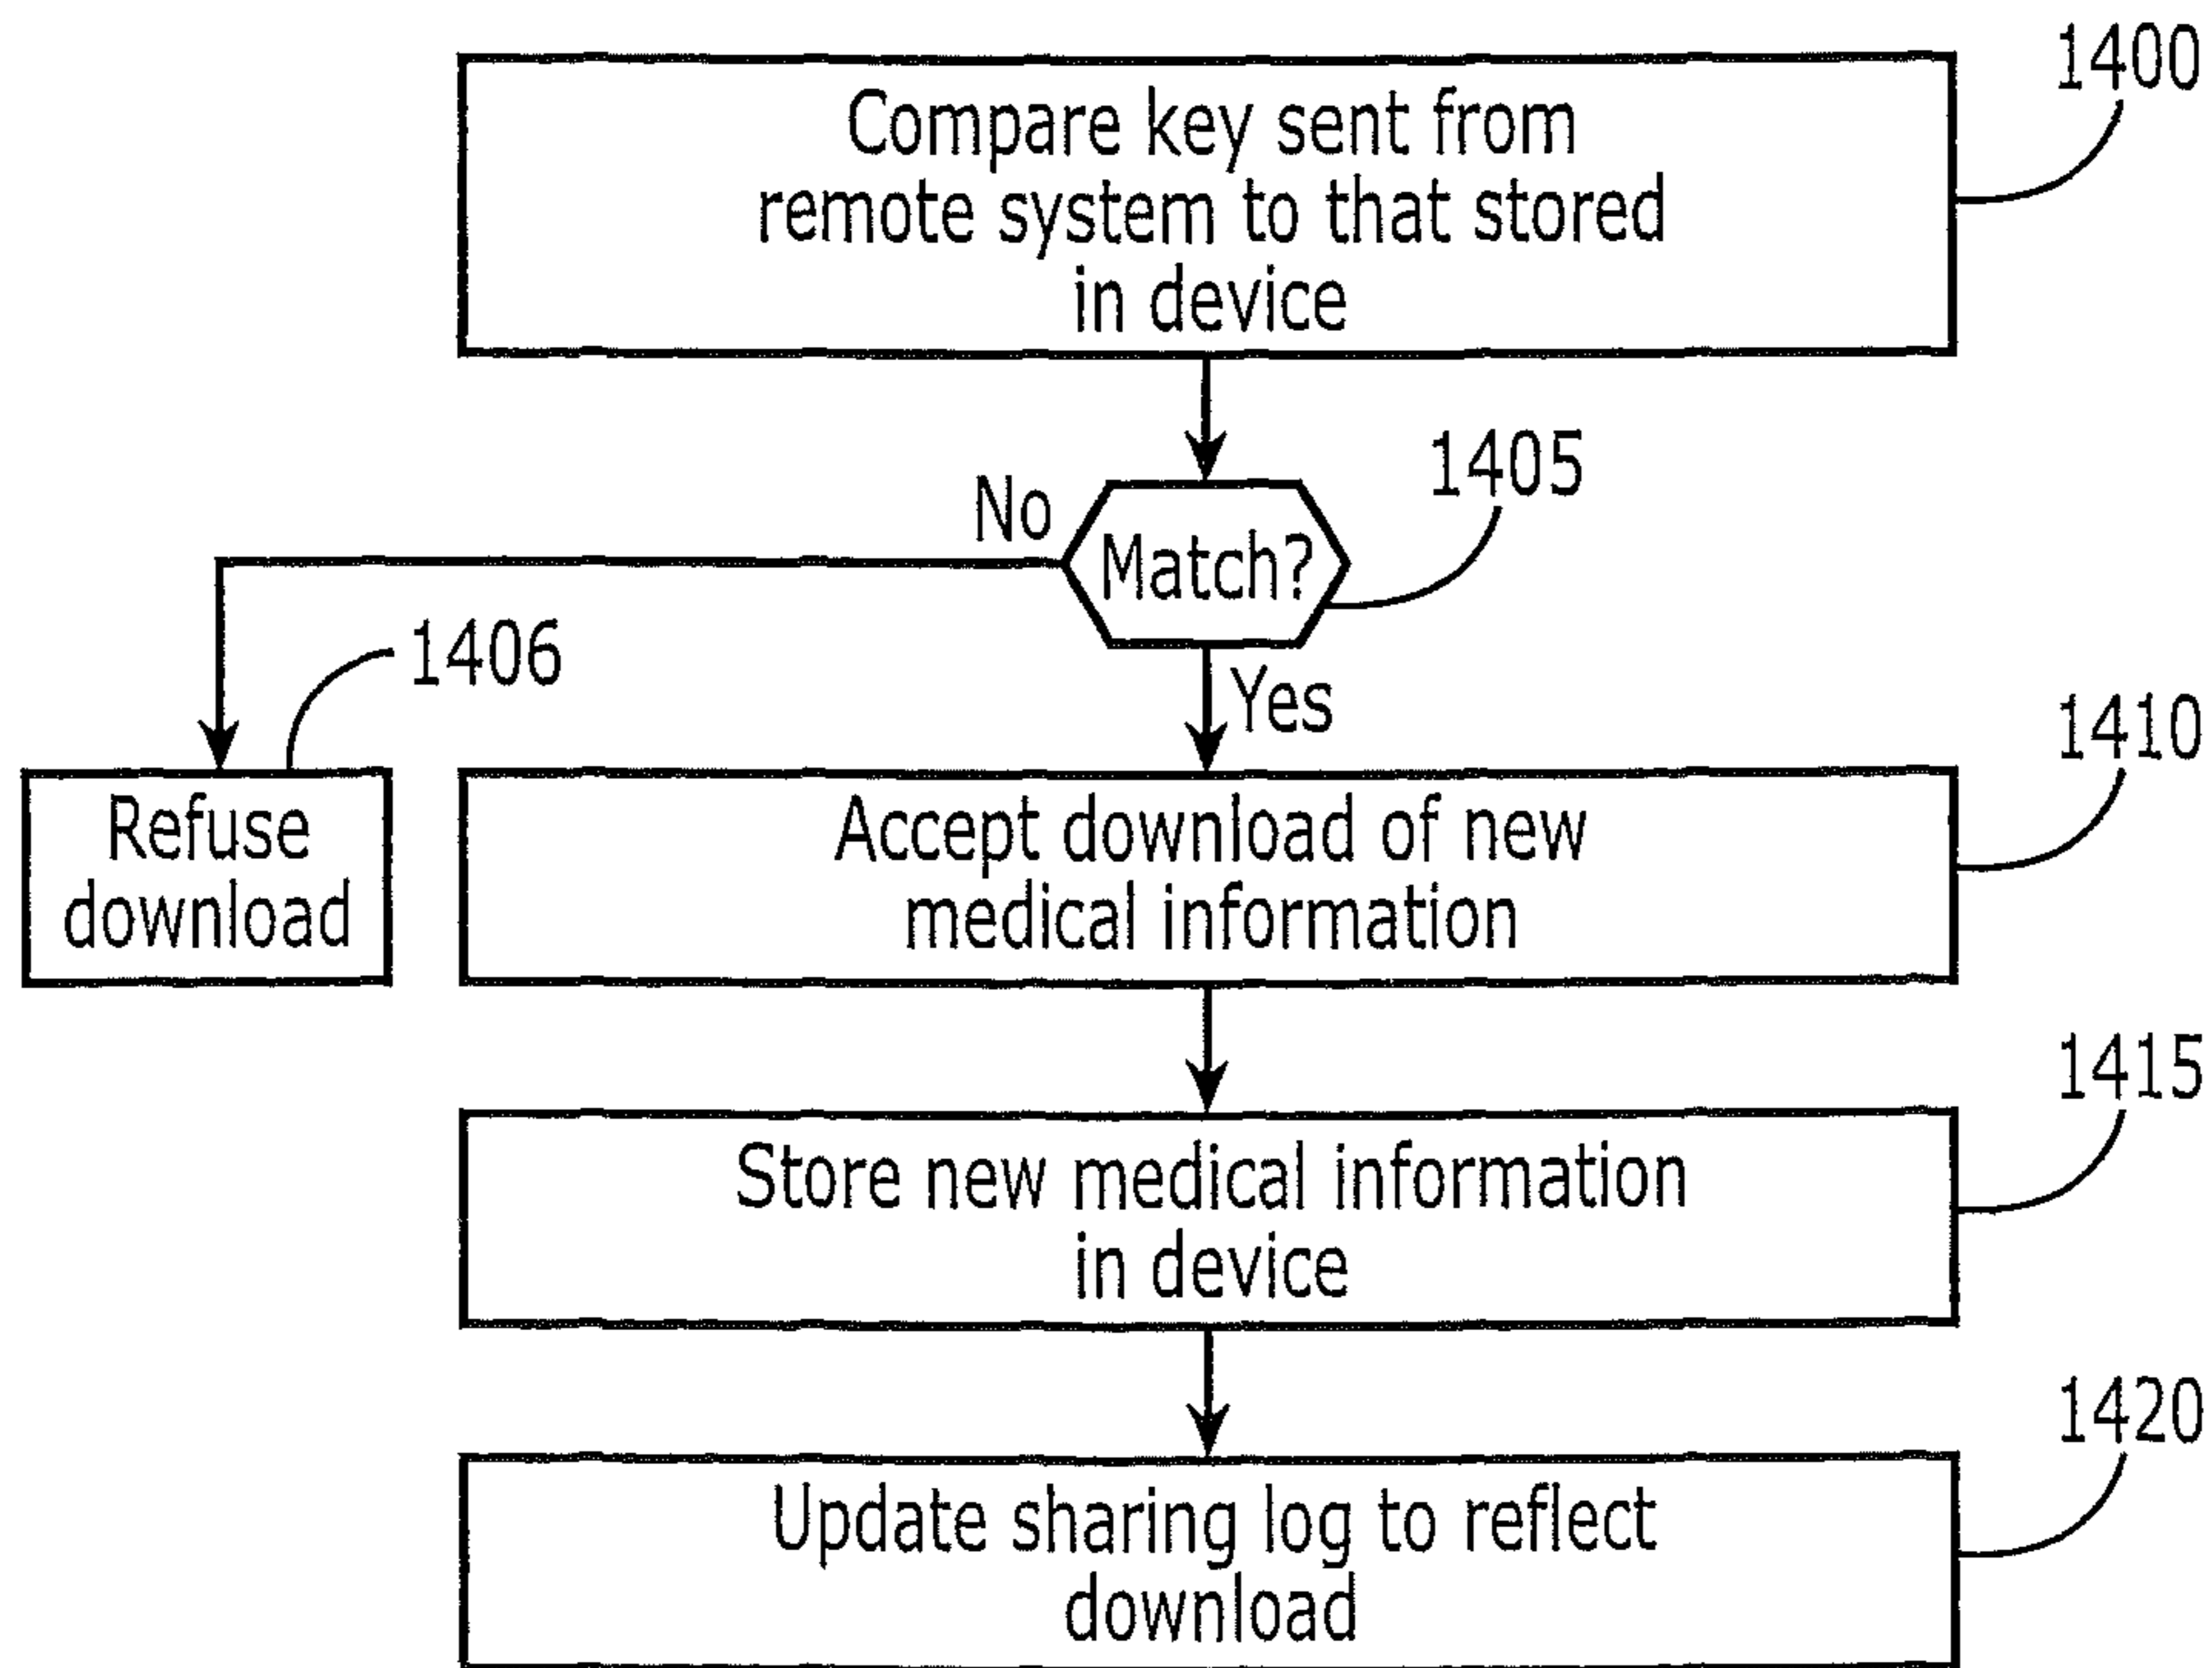 1400
Compare key sent from
remote system to that stored
in device
1405
No
Match?
1406
Yes
1410
Refuse
download
Accept download of new
medical information
1415
Store new medical information
in device
1420
Update sharing log to reflect
download